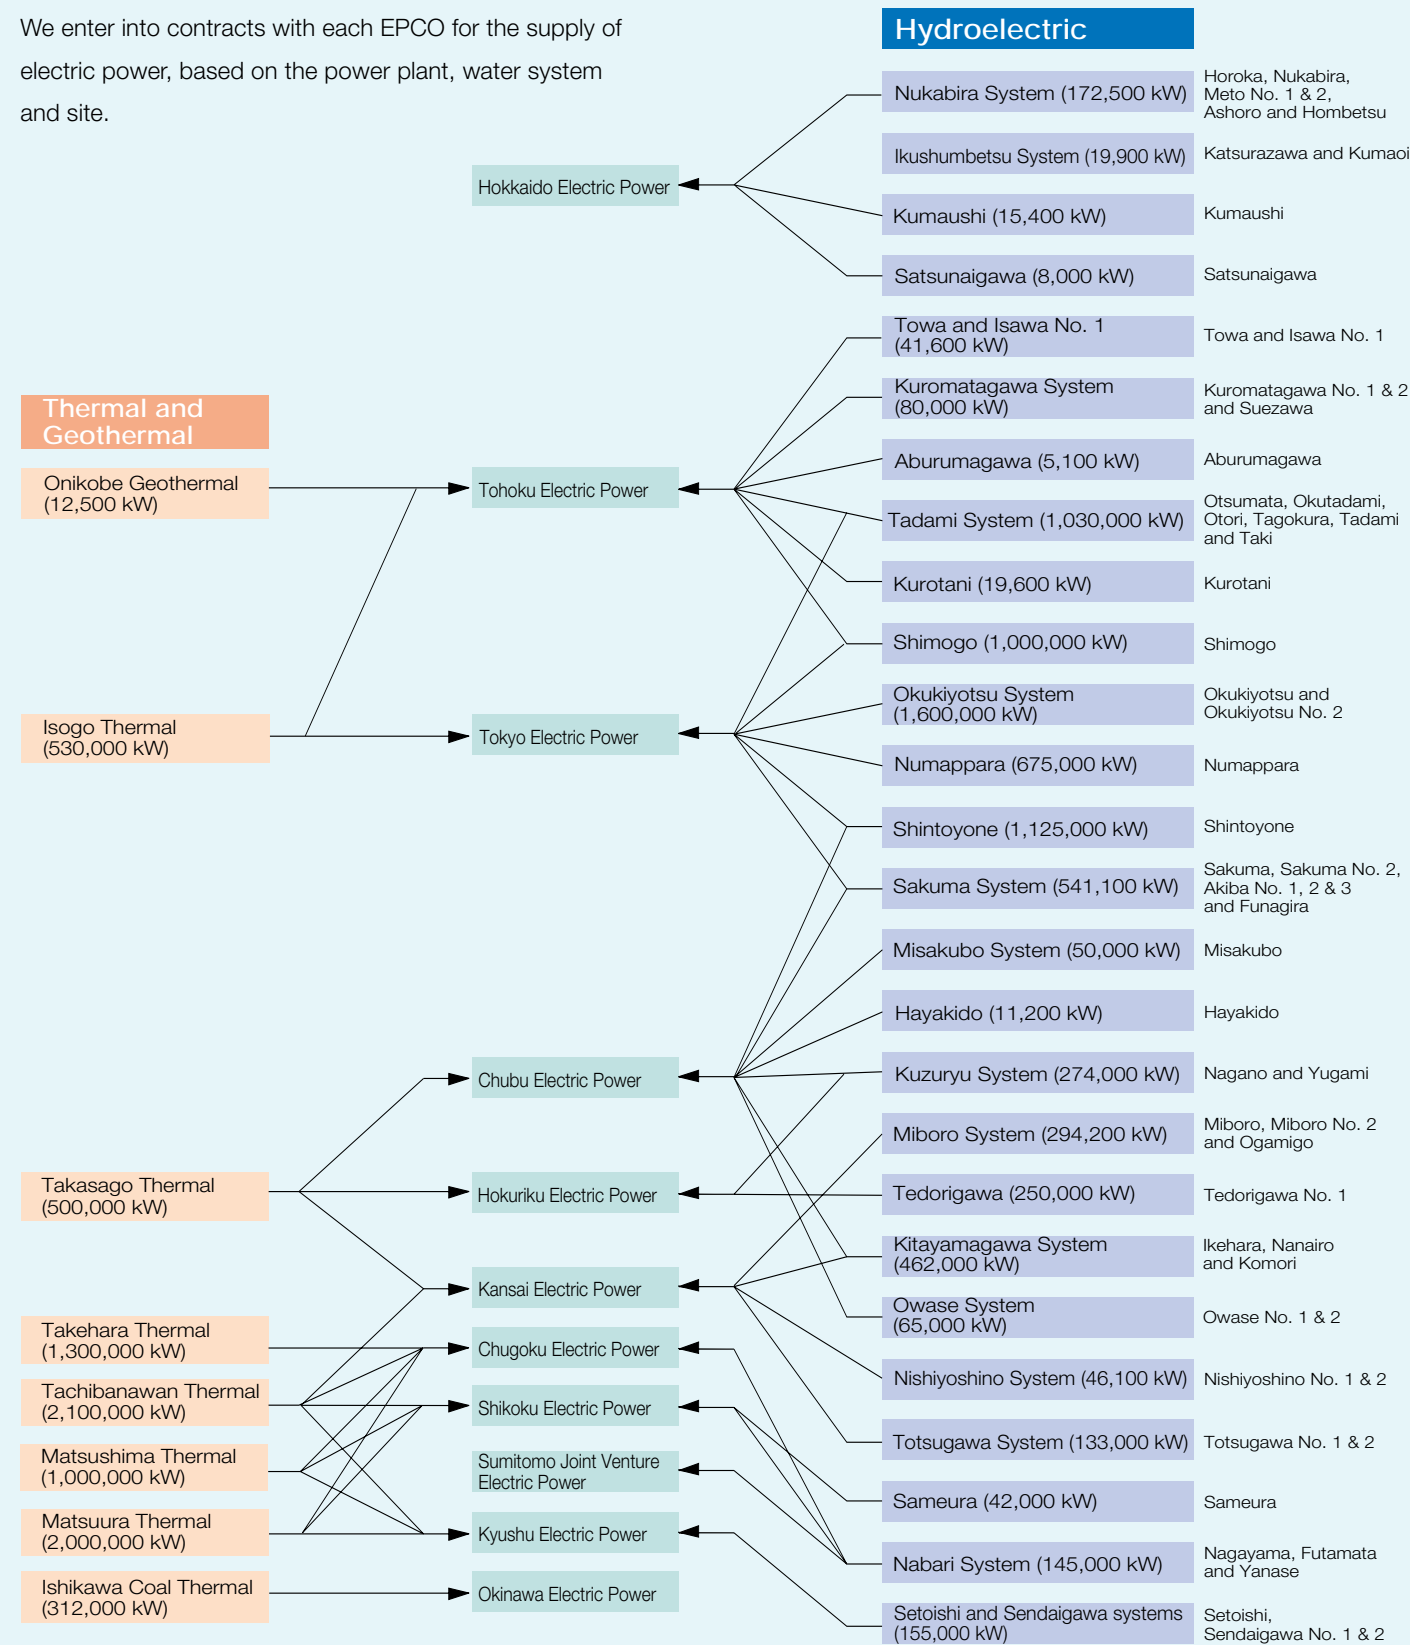 We enter into contracts with each EPCO for the supply of
electric power, based on the power plant, water system
and site.
Thermal and
Geothermal
Onikobe Geothermal
(12,500 kW)
Isogo Thermal
(530,000 kW)
Takasago Thermal
(500,000 kW)
Takehara Thermal
(1,300,000 kW)
Tachibanawan Thermal
(2,100,000 kW)
Matsushima Thermal
(1,000,000 kW)
Matsuura Thermal
(2,000,000 kW)
Ishikawa Coal Thermal
(312,000 kW)
Hokkaido Electric Power
Tohoku Electric Power
Tokyo Electric Power
Chubu Electric Power
Hokuriku Electric Power
Kansai Electric Power
Chugoku Electric Power
Shikoku Electric Power
Sumitomo Joint Venture
Electric Power
Kyushu Electric Power
Okinawa Electric Power
Hydroelectric
Nukabira System (172,500 kW)
Horoka, Nukabira,
Meto No. 1 & 2,
Ashoro and Hombetsu
Ikushumbetsu System (19,900 kW)
Katsurazawa and Kumaoi
Kumaushi (15,400 kW)
Kumaushi
Satsunaigawa (8,000 kW)
Satsunaigawa
Towa and Isawa No. 1
(41,600 kW)
Towa and Isawa No. 1
Kuromatagawa System
(80,000 kW)
Kuromatagawa No. 1 & 2
and Suezawa
Aburumagawa (5,100 kW)
Aburumagawa
Tadami System (1,030,000 kW)
Otsumata, Okutadami,
Otori, Tagokura, Tadami
and Taki
Kurotani (19,600 kW)
Kurotani
Shimogo (1,000,000 kW)
Shimogo
Okukiyotsu System
(1,600,000 kW)
Okukiyotsu and
Okukiyotsu No. 2
Numappara (675,000 kW)
Numappara
Shintoyone (1,125,000 kW)
Shintoyone
Sakuma System (541,100 kW)
Sakuma, Sakuma No. 2,
Akiba No. 1, 2 & 3
and Funagira
Misakubo System (50,000 kW)
Misakubo
Hayakido (11,200 kW)
Hayakido
Kuzuryu System (274,000 kW)
Nagano and Yugami
Miboro System (294,200 kW)
Miboro, Miboro No. 2
and Ogamigo
Tedorigawa (250,000 kW)
Tedorigawa No. 1
Kitayamagawa System
(462,000 kW)
Ikehara, Nanairo
and Komori
Owase System
(65,000 kW)
Owase No. 1 & 2
Nishiyoshino System (46,100 kW)
Nishiyoshino No. 1 & 2
Totsugawa System (133,000 kW)
Totsugawa No. 1 & 2
Sameura (42,000 kW)
Sameura
Nabari System (145,000 kW)
Nagayama, Futamata
and Yanase
Setoishi and Sendaigawa systems
(155,000 kW)
Setoishi,
Sendaigawa No. 1 & 2